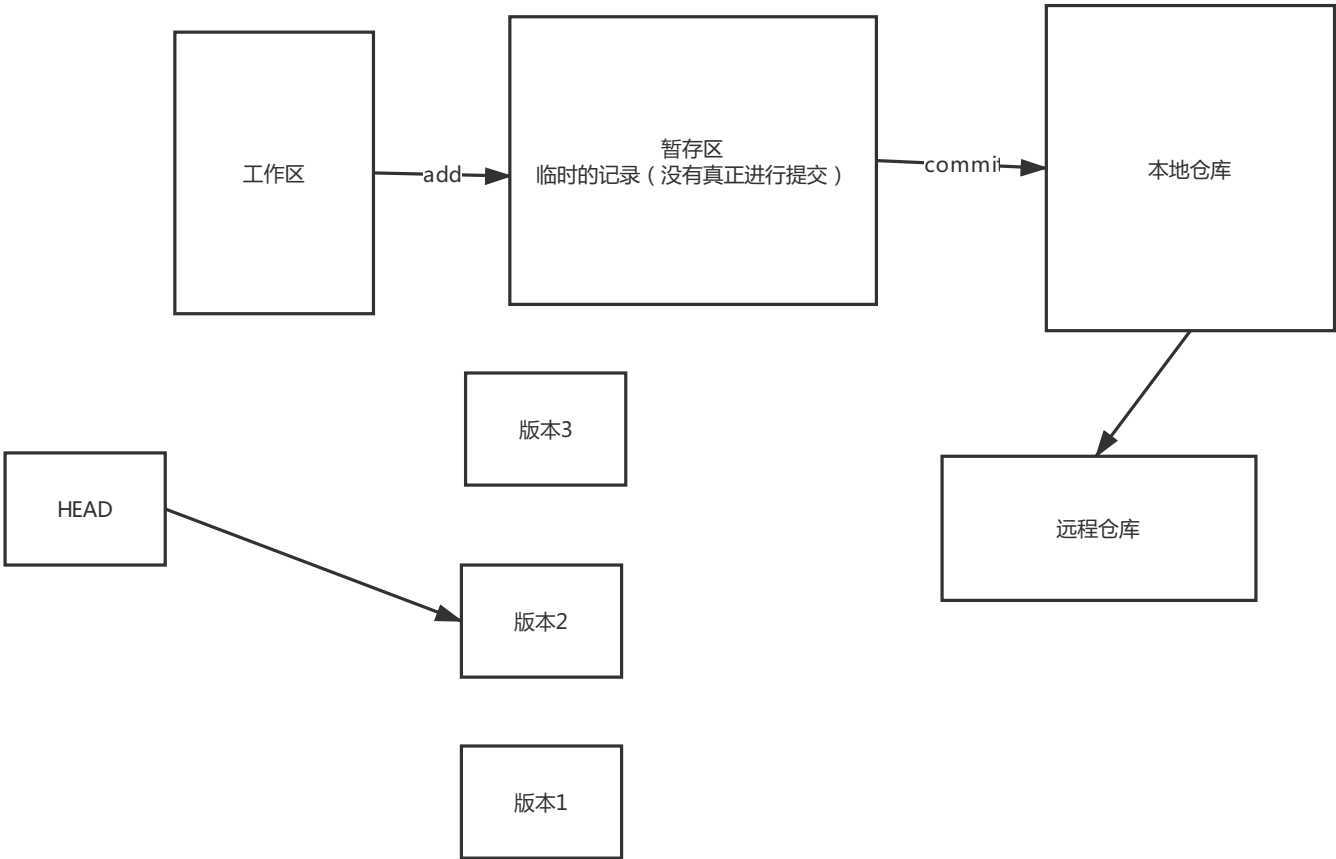 工作区
add
暂存区
临时的记录（没有真正进行提交）
commit
本地仓库
版本3
HEAD
远程仓库
版本2
版本1